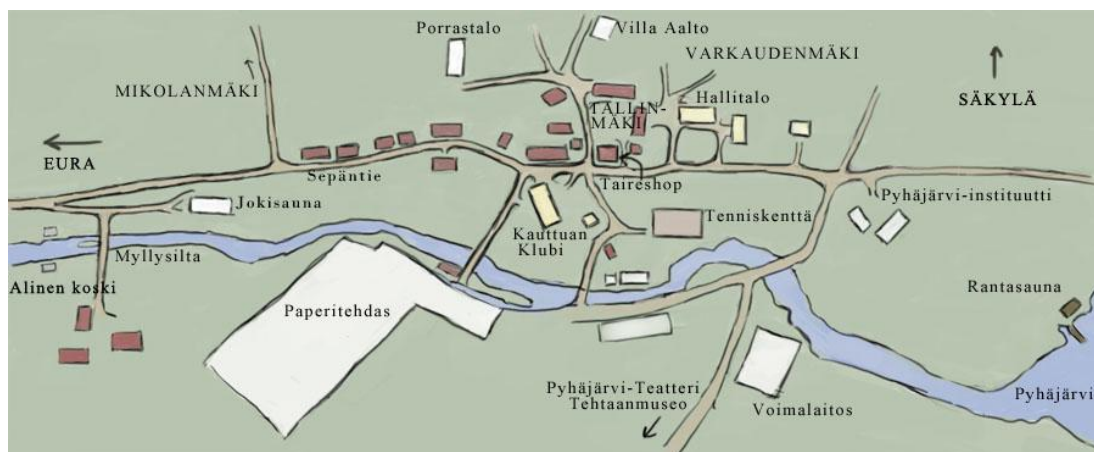 Porrastalo
Villa Aalto
VARKAUDENMÄKI
MIKOLANMÄKI
Hallitalo
SÄKYLÄ
TALLIN-
MÄKI
EURA
Sepäntie
Taireshop
Pyhäjärvi-instituutti
Jokisauna
Tenniskenttä
Kauttuan
Klubi
Myllysilta
Alinen koski
Rantasauna
Paperitehdas
Pyhäjärvi-Teatteri
Tehtaanmuseo
Voimalaitos
Pyhäjärvi